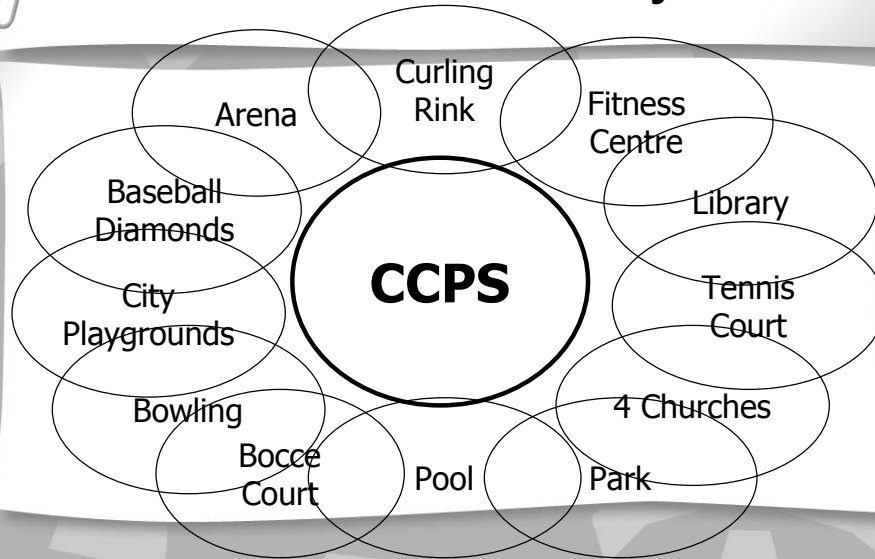 Curling
Rink
Arena
Fitness
Centre
Baseball
Diamonds
Library
CCPS
City
Playgrounds
Tennis
Court
Bowling
4 Churches
Bocce
Court
Pool
Park